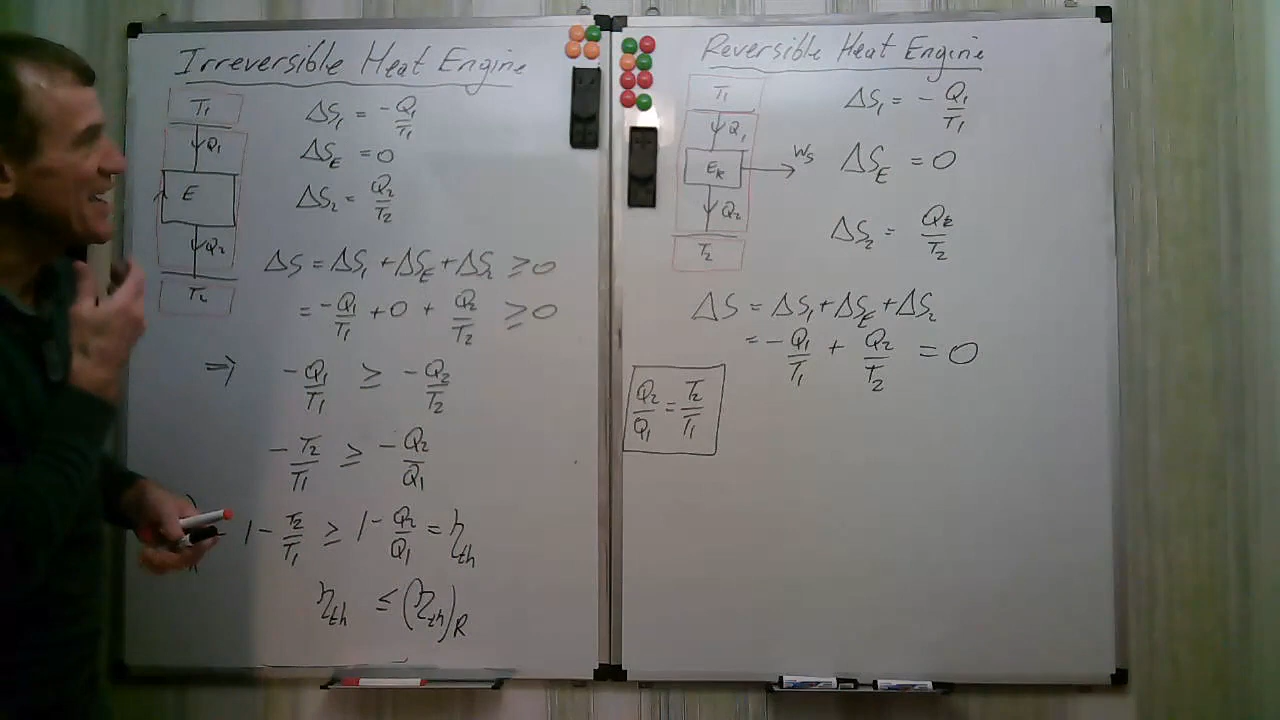 Irreversible Heat Engine
T₁
Q₁
E
Q₂
T₂
ΔS₁ = -Q₁/T₁
ΔS_E = 0
ΔS₂ = Q₂/T₂
ΔS = ΔS₁ + ΔS_E + ΔS₂ ≥ 0
= -Q₁/T₁ + 0 + Q₂/T₂ ≥ 0
⇒ -Q₁/T₁ ≥ -Q₂/T₂
-T₂/T₁ ≥ -Q₂/Q₁
1 - T₂/T₁ ≥ 1 - Q₂/Q₁ = η_th
η_th ≤ (η_th)_R
Reversible Heat Engine
T₁
Q₁
E_R
W_S
Q₂
T₂
ΔS₁ = -Q₁/T₁
ΔS_E = 0
ΔS₂ = Q₂/T₂
ΔS = ΔS₁ + ΔS_E + ΔS₂
= -Q₁/T₁ + Q₂/T₂ = 0
Q₂/Q₁ = T₂/T₁